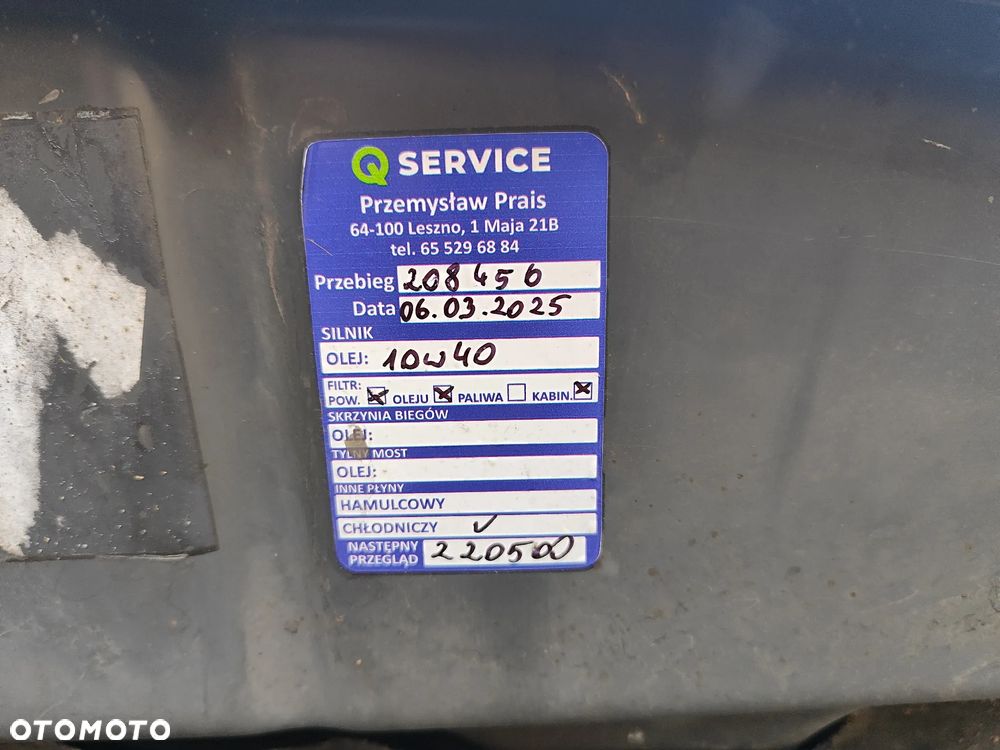 Q SERVICE
Przemysław Prais
64-100 Leszno, 1 Maja 21B
tel. 65 529 68 84
Przebieg 208456
Data 06.03.2025
SILNIK
OLEJ: 10w40
FILTR:
POW. OLEJU PALIWA KABIN.
SKRZYNIA BIEGÓW
OLEJ:
TYLNY MOST
OLEJ:
INNE PŁYNY
HAMULCOWY
CHŁODNICZY ✓
NASTĘPNY
PRZEGLĄD 220500
OTOMOTO